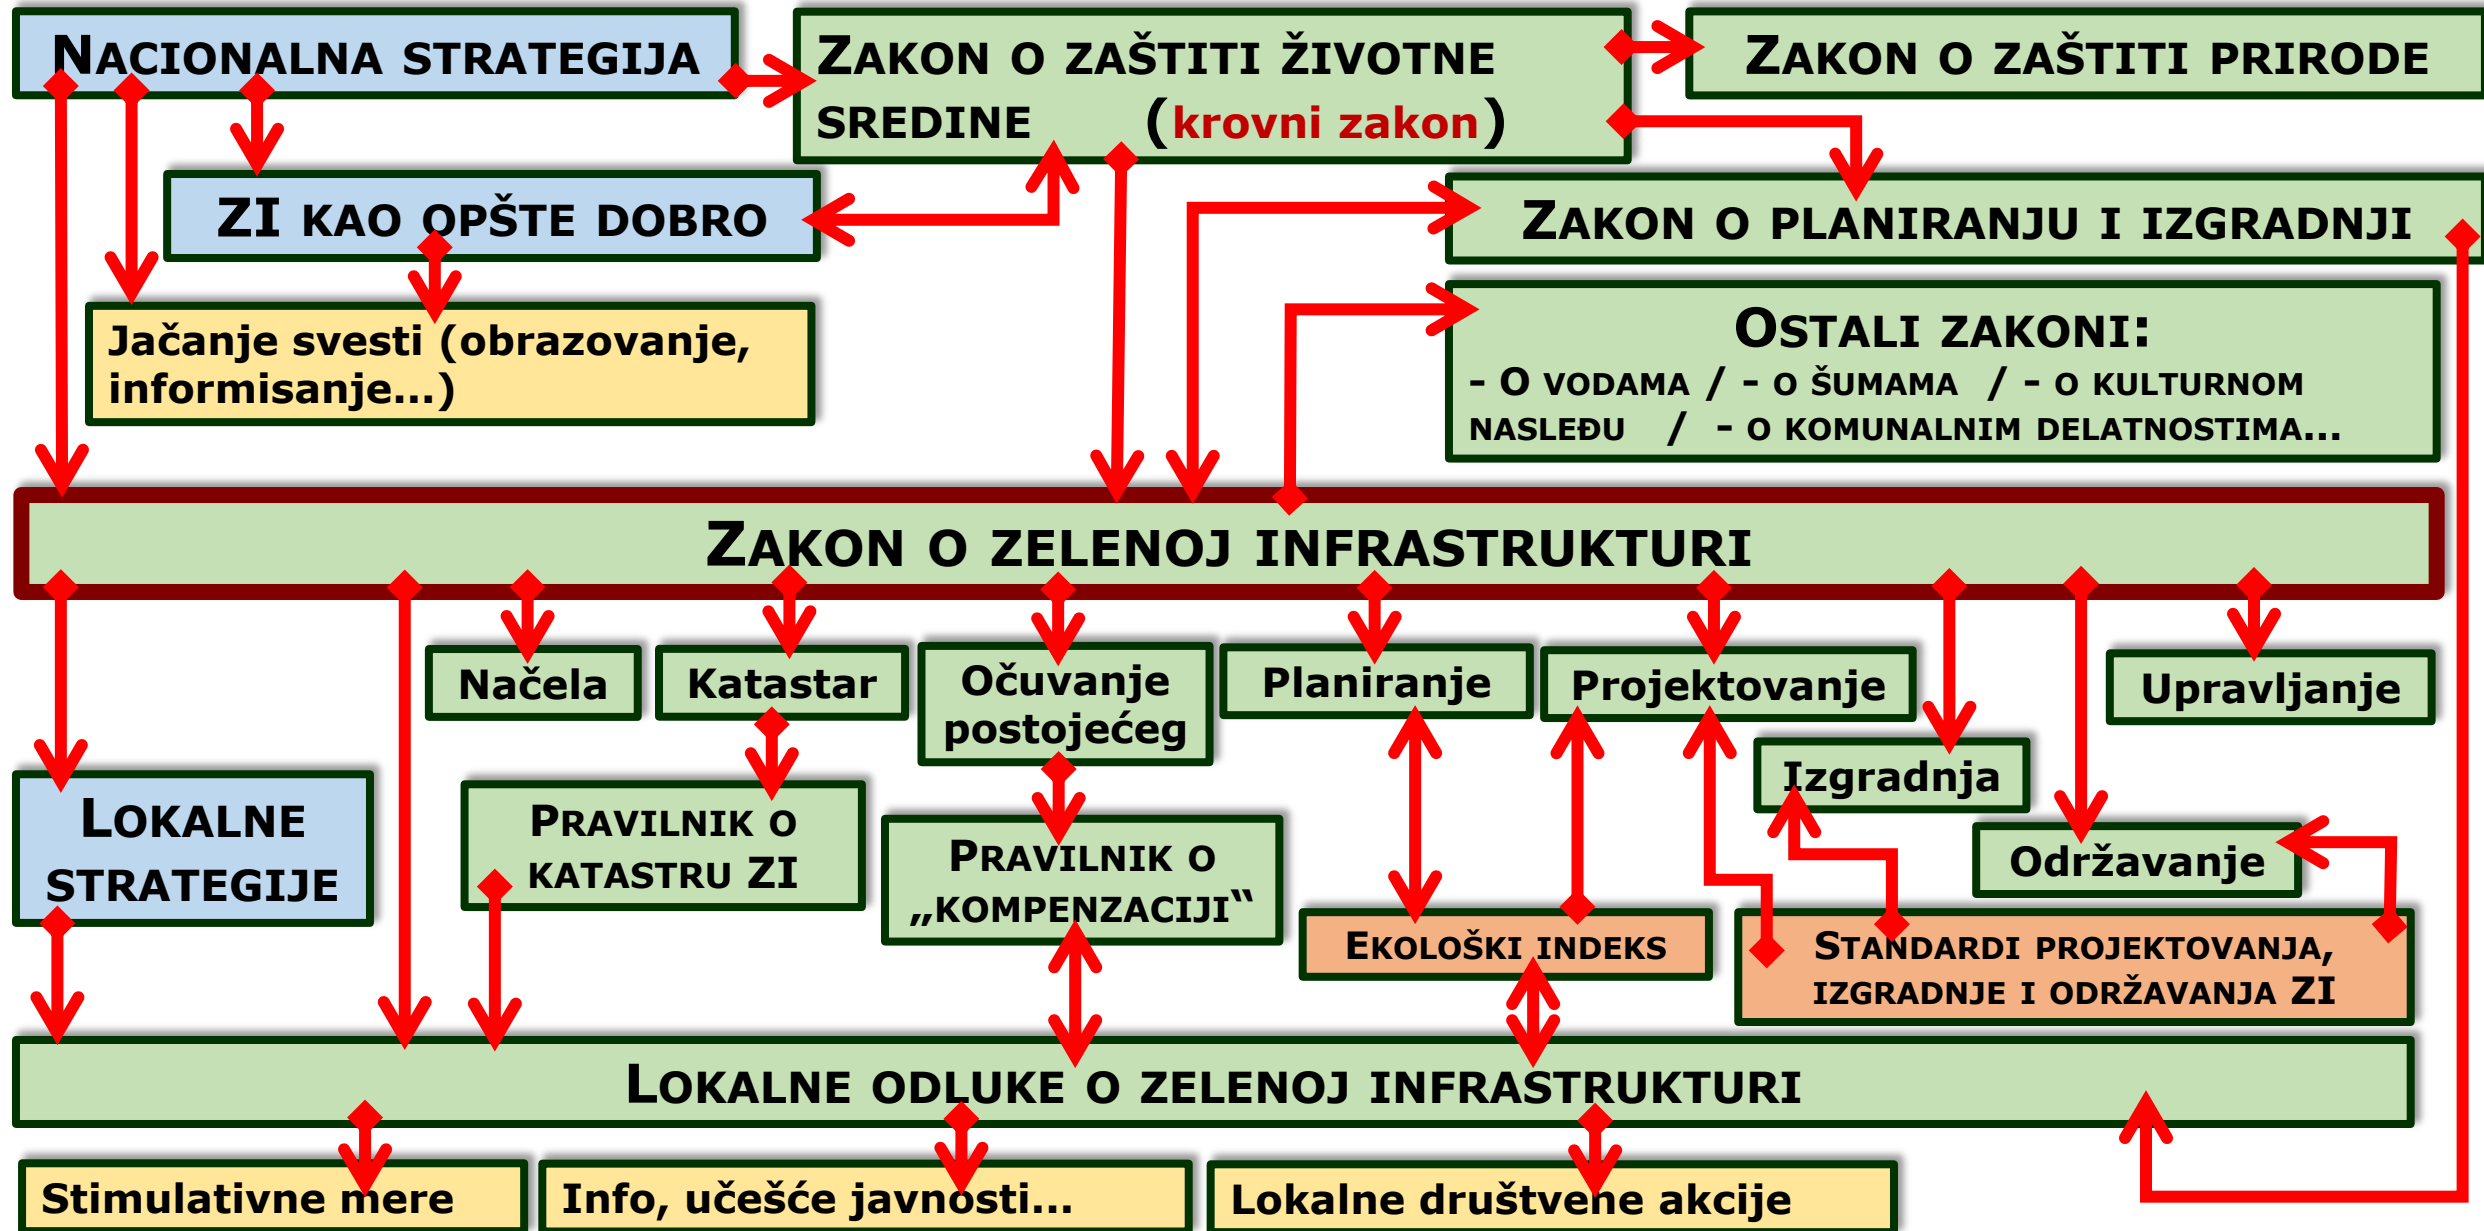 NACIONALNA STRATEGIJA
ZAKON O ZAŠTITI ŽIVOTNE
SREDINE (krovni zakon)
ZAKON O ZAŠTITI PRIRODE
ZI KAO OPŠTE DOBRO
ZAKON O PLANIRANJU I IZGRADNJI
Jačanje svesti (obrazovanje,
informisanje...)
OSTALI ZAKONI:
- O VODAMA / - O ŠUMAMA / - O KULTURNOM
NASLEĐU / - O KOMUNALNIM DELATNOSTIMA...
ZAKON O ZELENOJ INFRASTRUKTURI
Načela
Katastar
Očuvanje
postojećeg
Planiranje
Projektovanje
Upravljanje
Izgradnja
Održavanje
LOKALNE
STRATEGIJE
PRAVILNIK O
KATASTRU ZI
PRAVILNIK O
„KOMPENZACIJI“
EKOLOŠKI INDEKS
STANDARDI PROJEKTOVANJA,
IZGRADNJE I ODRŽAVANJA ZI
LOKALNE ODLUKE O ZELENOJ INFRASTRUKTURI
Stimulativne mere
Info, učešće javnosti...
Lokalne društvene akcije